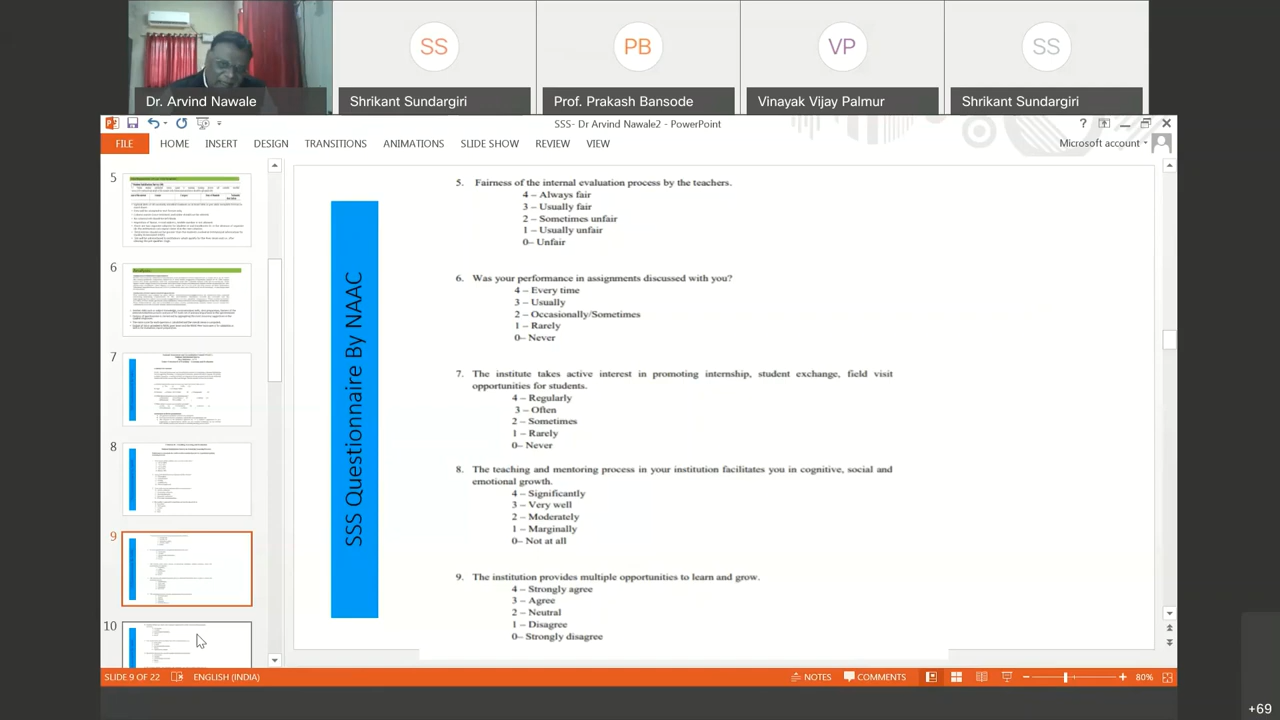 SS
PB
VP
SS
Dr. Arvind Nawale
Shrikant Sundargiri
Prof. Prakash Bansode
Vinayak Vijay Palmur
Shrikant Sundargiri
SSS- Dr Arvind Nawale2 - PowerPoint
?
FILE
HOME
INSERT
DESIGN
TRANSITIONS
ANIMATIONS
SLIDE SHOW
REVIEW
VIEW
Microsoft account
5
6
7
8
9
10
SSS Questionnaire By NAAC
5. Fairness of the internal evaluation process by the teachers.
4 – Always fair
3 – Usually fair
2 – Sometimes unfair
1 – Usually unfair
0– Unfair
6. Was your performance in assignments discussed with you?
4 – Every time
3 – Usually
2 – Occasionally/Sometimes
1 – Rarely
0– Never
7. The institute takes active interest in promoting internship, student exchange, field visit
opportunities for students.
4 – Regularly
3 – Often
2 – Sometimes
1 – Rarely
0– Never
8. The teaching and mentoring process in your institution facilitates you in cognitive, social and
emotional growth.
4 – Significantly
3 – Very well
2 – Moderately
1 – Marginally
0– Not at all
9. The institution provides multiple opportunities to learn and grow.
4 – Strongly agree
3 – Agree
2 – Neutral
1 – Disagree
0– Strongly disagree
SLIDE 9 OF 22
ENGLISH (INDIA)
NOTES
COMMENTS
80%
+69